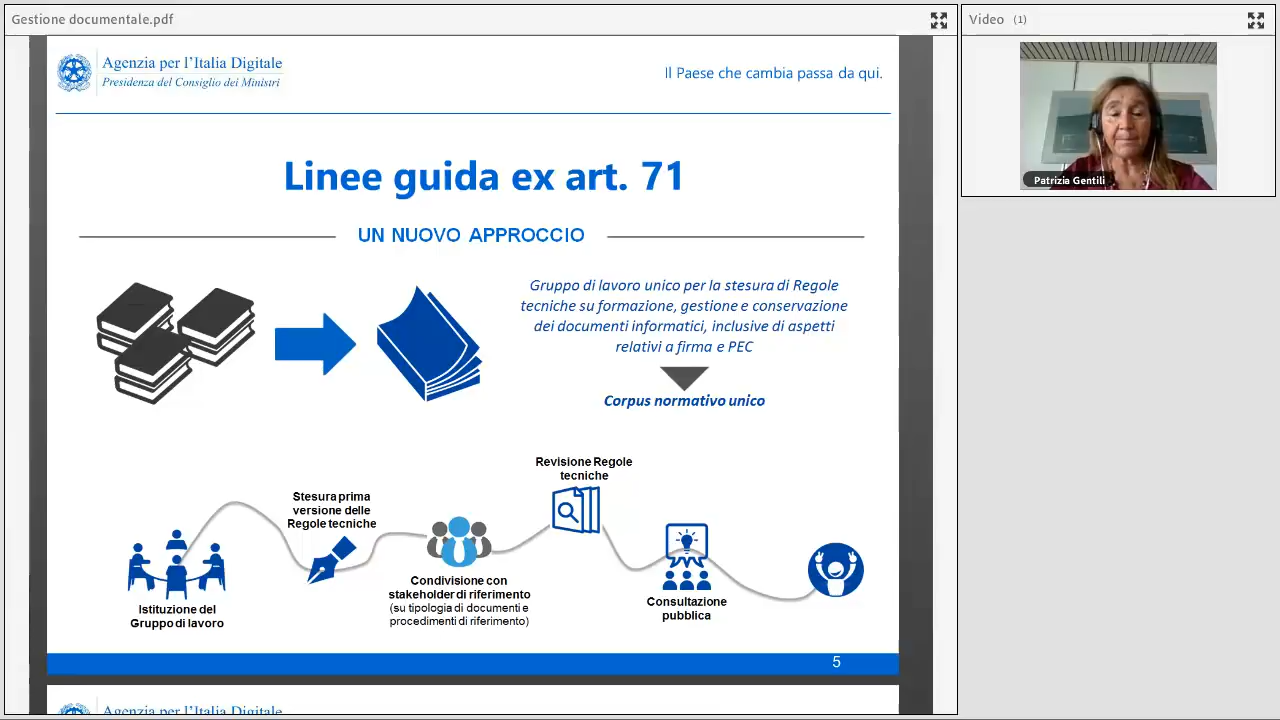 Gestione documentale.pdf
Video (1)
Agenzia per l'Italia Digitale
Presidenza del Consiglio dei Ministri
Il Paese che cambia passa da qui.
Patrizia Gentili
Linee guida ex art. 71
UN NUOVO APPROCCIO
Gruppo di lavoro unico per la stesura di Regole
tecniche su formazione, gestione e conservazione
dei documenti informatici, inclusive di aspetti
relativi a firma e PEC
Corpus normativo unico
Istituzione del
Gruppo di lavoro
Stesura prima
versione delle
Regole tecniche
Condivisione con
stakeholder di riferimento
(su tipologia di documenti e
procedimenti di riferimento)
Revisione Regole
tecniche
Consultazione
pubblica
5
Agenzia per l'Italia Digitale